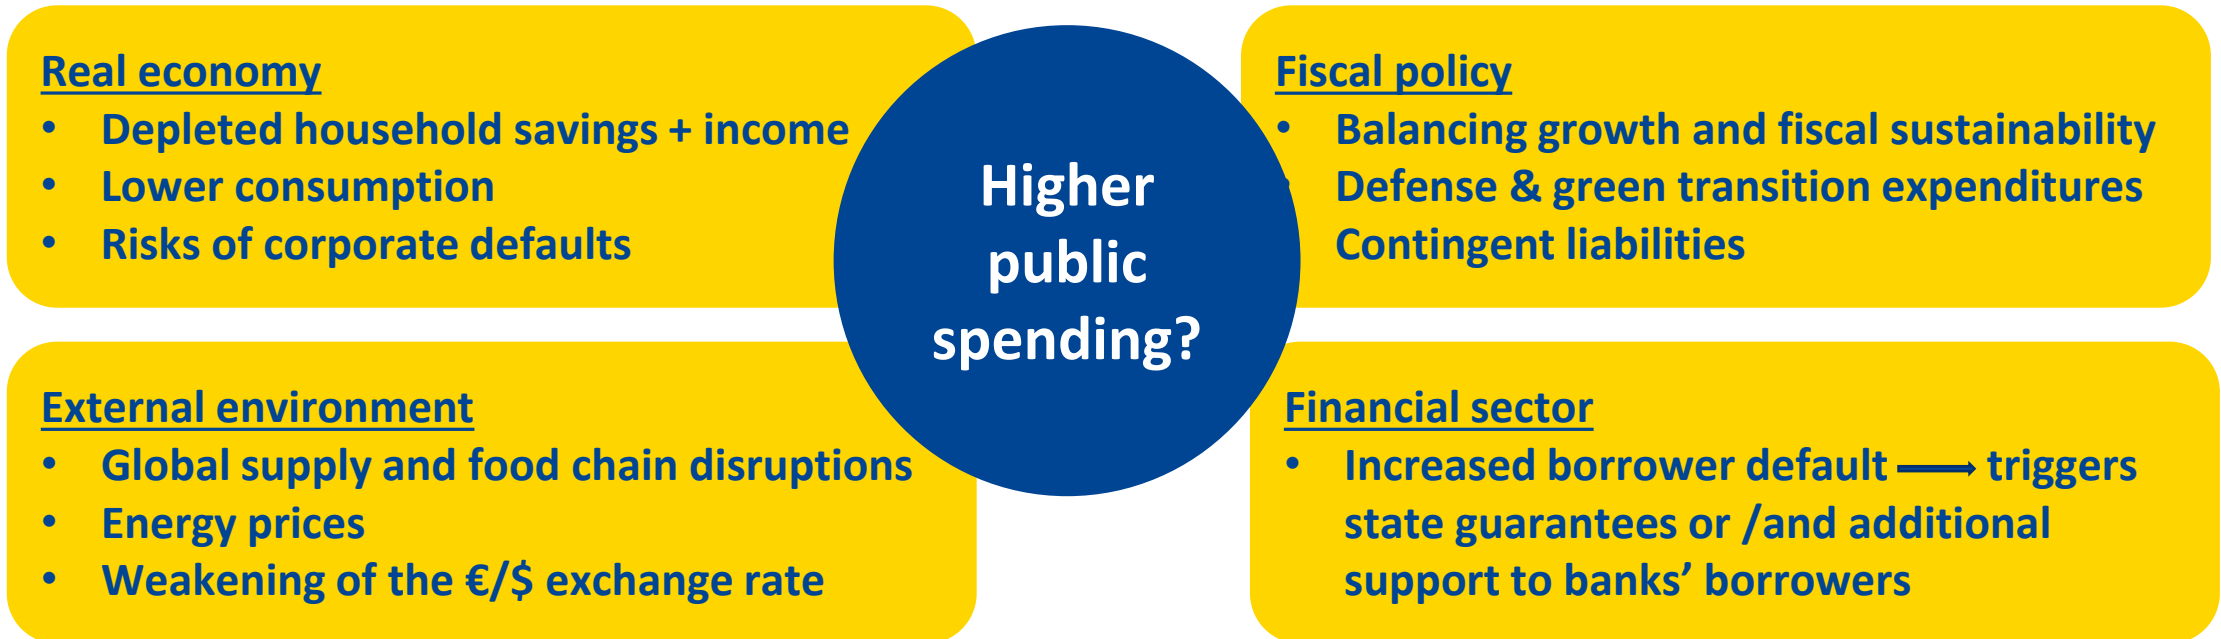 Real economy
• Depleted household savings + income
• Lower consumption
• Risks of corporate defaults
Higher
public
spending?
Fiscal policy
• Balancing growth and fiscal sustainability
• Defense & green transition expenditures
Contingent liabilities
External environment
• Global supply and food chain disruptions
• Energy prices
• Weakening of the €/$ exchange rate
Financial sector
• Increased borrower default ⟶ triggers
state guarantees or /and additional
support to banks’ borrowers